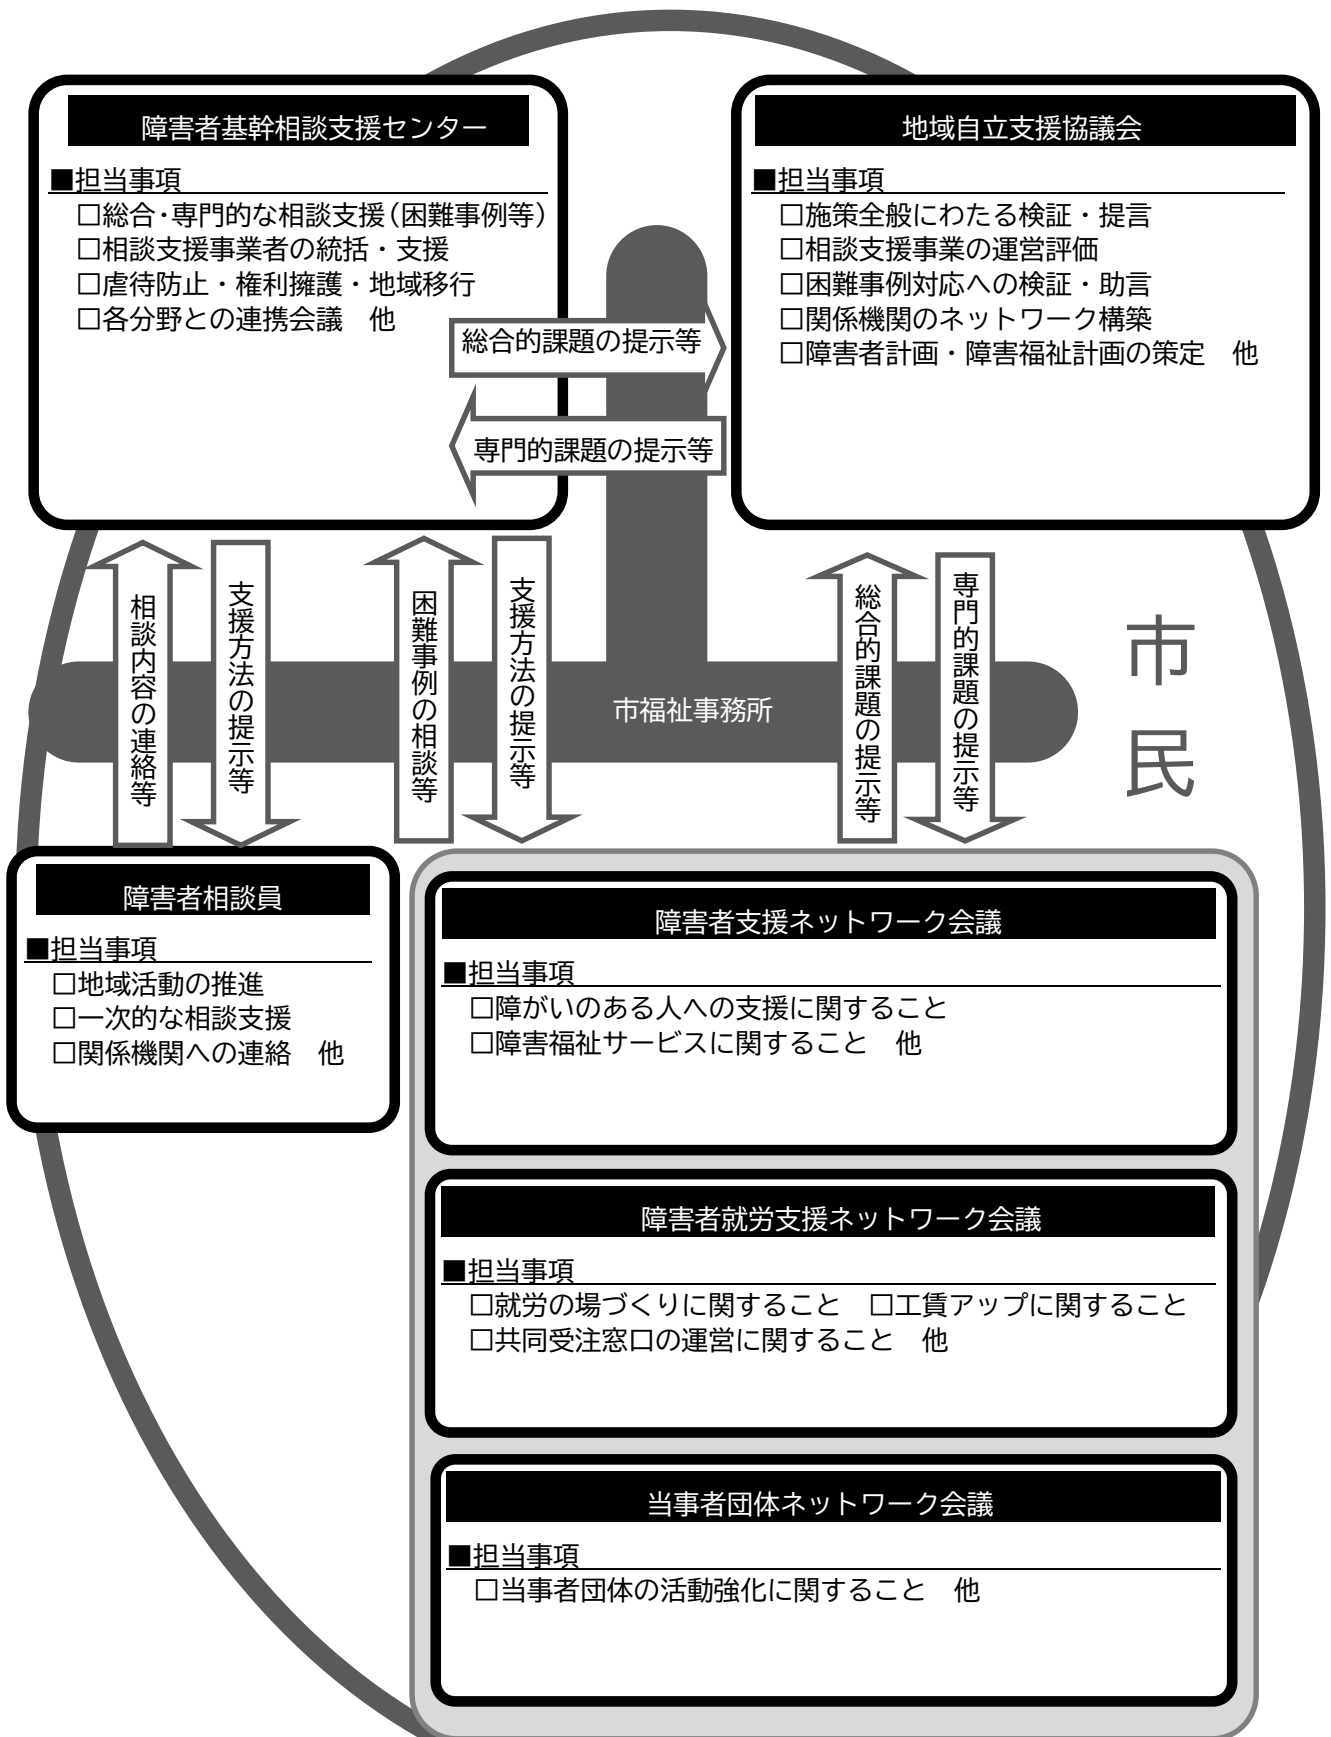 障害者基幹相談支援センター
■担当事項
□総合・専門的な相談支援（困難事例等）
□相談支援事業者の統括・支援
□虐待防止・権利擁護・地域移行
□各分野との連携会議　他
地域自立支援協議会
■担当事項
□施策全般にわたる検証・提言
□相談支援事業の運営評価
□困難事例対応への検証・助言
□関係機関のネットワーク構築
□障害者計画・障害福祉計画の策定　他
総合的課題の提示等
専門的課題の提示等
相談内容の連絡等
支援方法の提示等
困難事例の相談等
支援方法の提示等
市福祉事務所
総合的課題の提示等
専門的課題の提示等
市民
障害者相談員
■担当事項
□地域活動の推進
□一次的な相談支援
□関係機関への連絡　他
障害者支援ネットワーク会議
■担当事項
□障がいのある人への支援に関すること
□障害福祉サービスに関すること　他
障害者就労支援ネットワーク会議
■担当事項
□就労の場づくりに関すること　□工賃アップに関すること
□共同受注窓口の運営に関すること　他
当事者団体ネットワーク会議
■担当事項
□当事者団体の活動強化に関すること　他